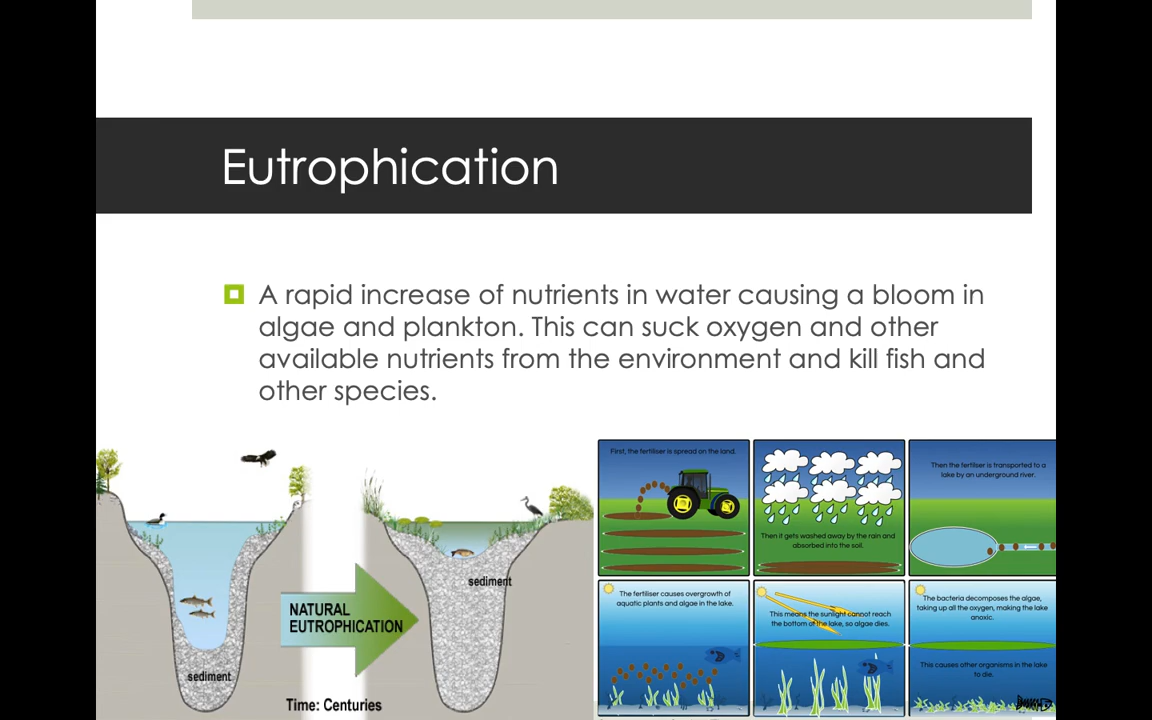 Eutrophication
A rapid increase of nutrients in water causing a bloom in
algae and plankton. This can suck oxygen and other
available nutrients from the environment and kill fish and
other species.
sediment
NATURAL
EUTROPHICATION
Time: Centuries
sediment
First, the fertiliser is spread on the land.
Then it gets washed away by the rain and
absorbed into the soil.
Then the fertilser is transported to a
lake by an underground river.
The fertiliser causes overgrowth of
aquatic plants and algae in the lake.
This means the sunlight cannot reach
the bottom of the lake, so algae dies.
The bacteria decomposes the algae,
taking up all the oxygen, making the lake
anoxic.
This causes other organisms in the lake
to die.